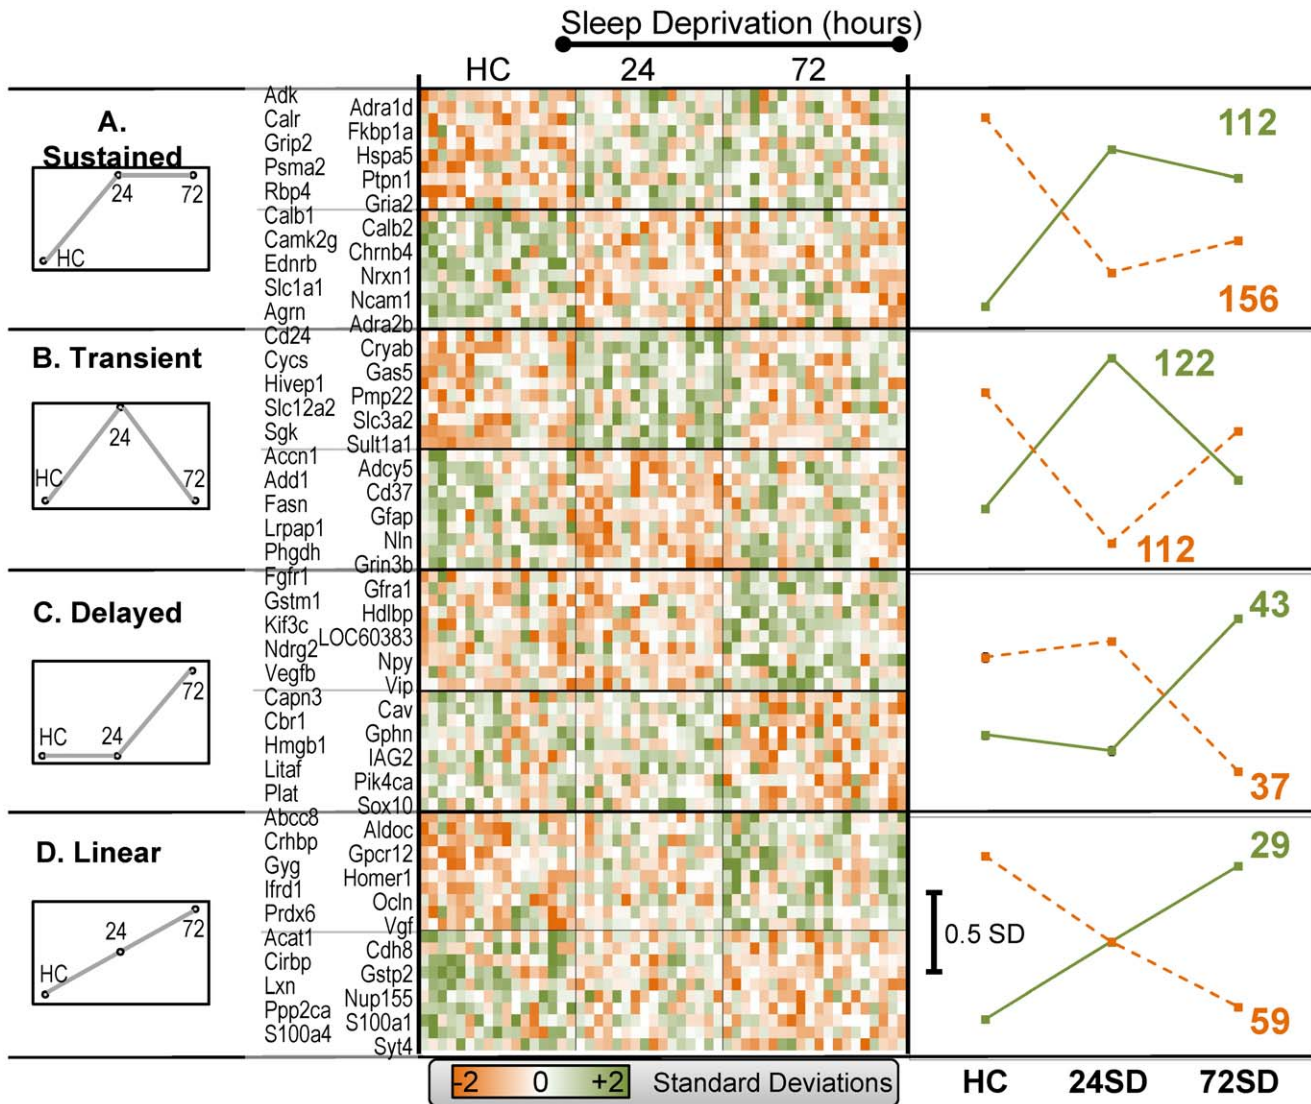 Sleep Deprivation (hours)
HC 24 72
A.
Sustained
24 72
HC
Adk
Adra1d
Calr
Fkbp1a
Grip2
Hspa5
Psma2
Ptpn1
Rbp4
Gria2
Calb1
Calb2
Camk2g
Chrnb4
Ednrb
Nrxn1
Slc1a1
Ncam1
Agrn
Adra2b
112
156
B. Transient
HC 24 72
Cd24
Cryab
Cycs
Gas5
Hivep1
Pmp22
Slc12a2
Slc3a2
Sgk
Sult1a1
Accn1
Adcy5
Add1
Cd37
Fasn
Gfap
Lrpap1
Nln
Phgdh
Grin3b
122
112
C. Delayed
HC 24 72
Fgfr1
Gfra1
Gstm1
Hdlbp
Kif3c
LOC60383
Ndrg2
Npy
Vegfb
Vip
Capn3
Cav
Cbr1
Gphn
Hmgb1
IAG2
Litaf
Pik4ca
Plat
Sox10
43
37
D. Linear
HC 24 72
Abcc8
Aldoc
Crhbp
Gpcr12
Gyg
Homer1
Ifrd1
Ocln
Prdx6
Vgf
Acat1
Cdh8
Cirbp
Gstp2
Lxn
Nup155
Ppp2ca
S100a1
S100a4
Syt4
29
0.5 SD
59
-2 0 +2 Standard Deviations
HC 24SD 72SD